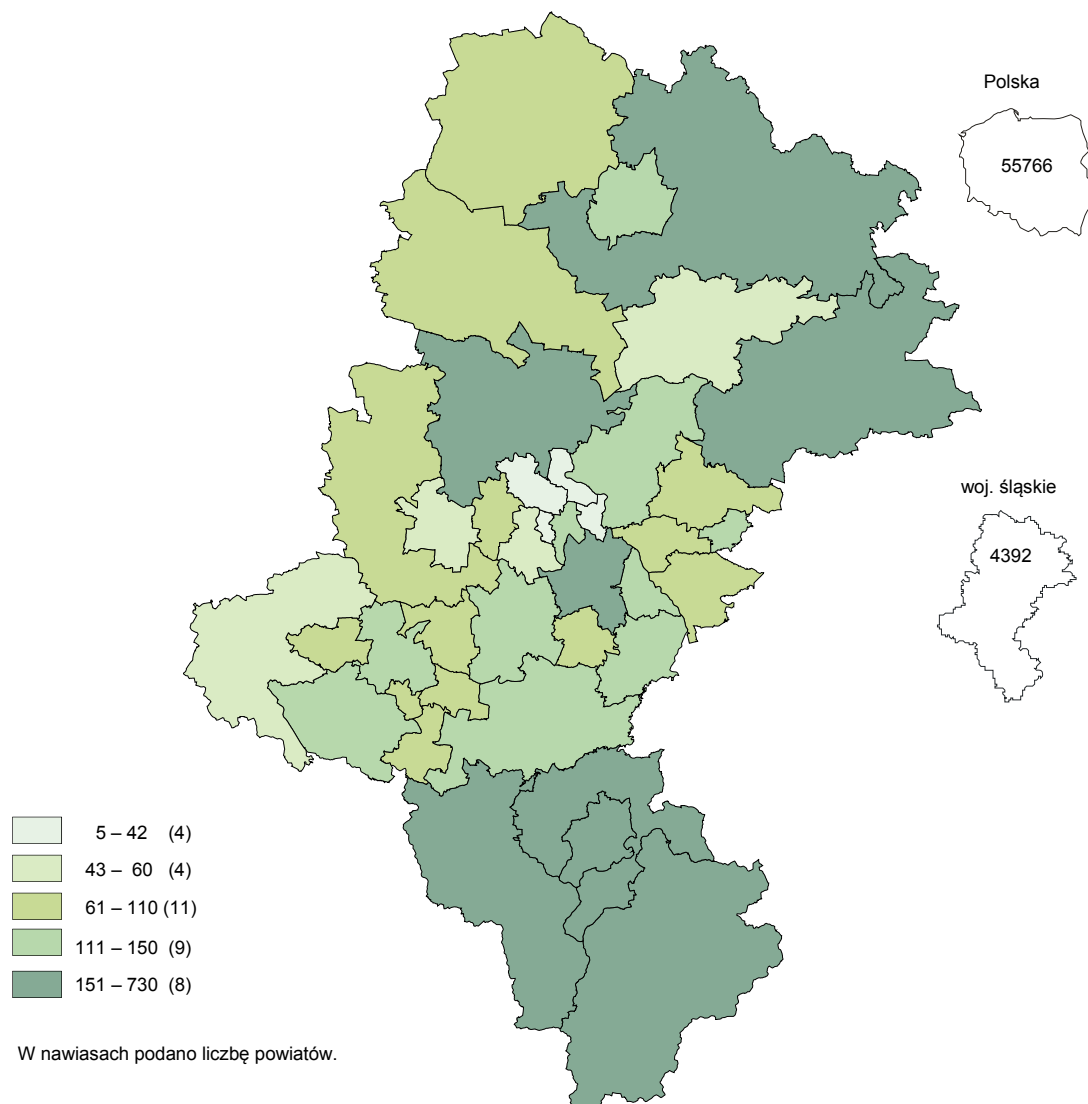 Polska
55766
woj. śląskie
4392
5 – 42 (4)
43 – 60 (4)
61 – 110 (11)
111 – 150 (9)
151 – 730 (8)
W nawiasach podano liczbę powiatów.